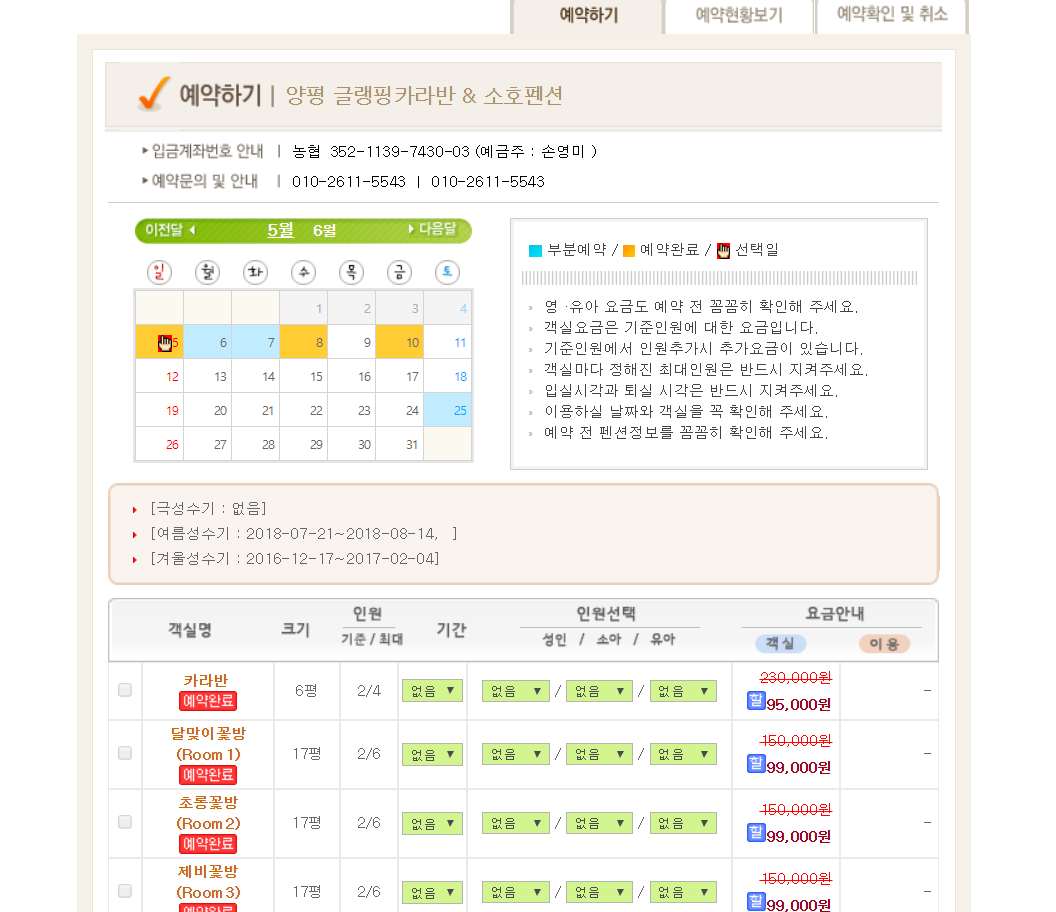 예약하기 예약현황보기 예약확인 및 취소
예약하기 | 양평 글램핑카라반 & 소호펜션
입금계좌번호 안내 | 농협 352-1139-7430-03 (예금주 : 손영미 )
예약문의 및 안내 | 010-2611-5543 | 010-2611-5543
이전달 5월 6월 다음달
일 월 화 수 목 금 토
1 2 3 4
5 6 7 8 9 10 11
12 13 14 15 16 17 18
19 20 21 22 23 24 25
26 27 28 29 30 31
부분예약 / 예약완료 / 선택일
영 ·유아 요금도 예약 전 꼼꼼히 확인해 주세요.
객실요금은 기준인원에 대한 요금입니다.
기준인원에서 인원추가시 추가요금이 있습니다.
객실마다 정해진 최대인원은 반드시 지켜주세요.
입실시각과 퇴실 시각은 반드시 지켜주세요.
이용하실 날짜와 객실을 꼭 확인해 주세요.
예약 전 펜션정보를 꼼꼼히 확인해 주세요.
[극성수기 : 없음]
[여름성수기 : 2018-07-21~2018-08-14, ]
[겨울성수기 : 2016-12-17~2017-02-04]
객실명 크기 인원 기간 인원선택 요금안내
기준 / 최대 성인 / 소아 / 유아 객실 이용
카라반 230,000원
6평 2/4 없음 없음 / 없음 / 없음 –
예약완료 할 95,000원
달맞이꽃방 150,000원
(Room 1) 17평 2/6 없음 없음 / 없음 / 없음 –
예약완료 할 99,000원
초롱꽃방 150,000원
(Room 2) 17평 2/6 없음 없음 / 없음 / 없음 –
예약완료 할 99,000원
제비꽃방 150,000원
(Room 3) 17평 2/6 없음 없음 / 없음 / 없음 –
예약완료 할 99,000원